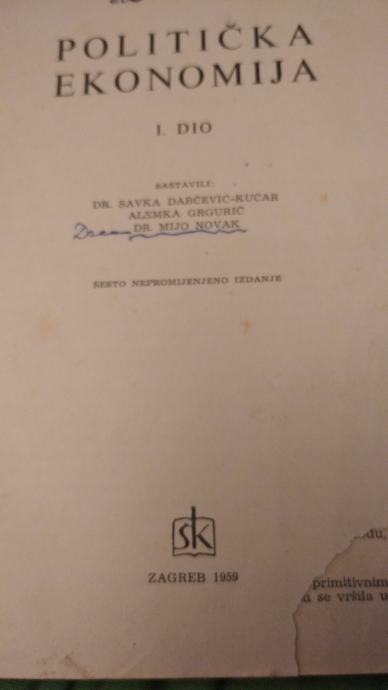 POLITIČKA
EKONOMIJA
I. DIO
SASTAVILI:
DR. SAVKA DABČEVIĆ-KUČAR
ALEMKA GRGURIĆ
DR. MIJO NOVAK
ŠESTO NEPROMIJENJENO IZDANJE
šk
ZAGREB 1959
primitivnim
se vršila u